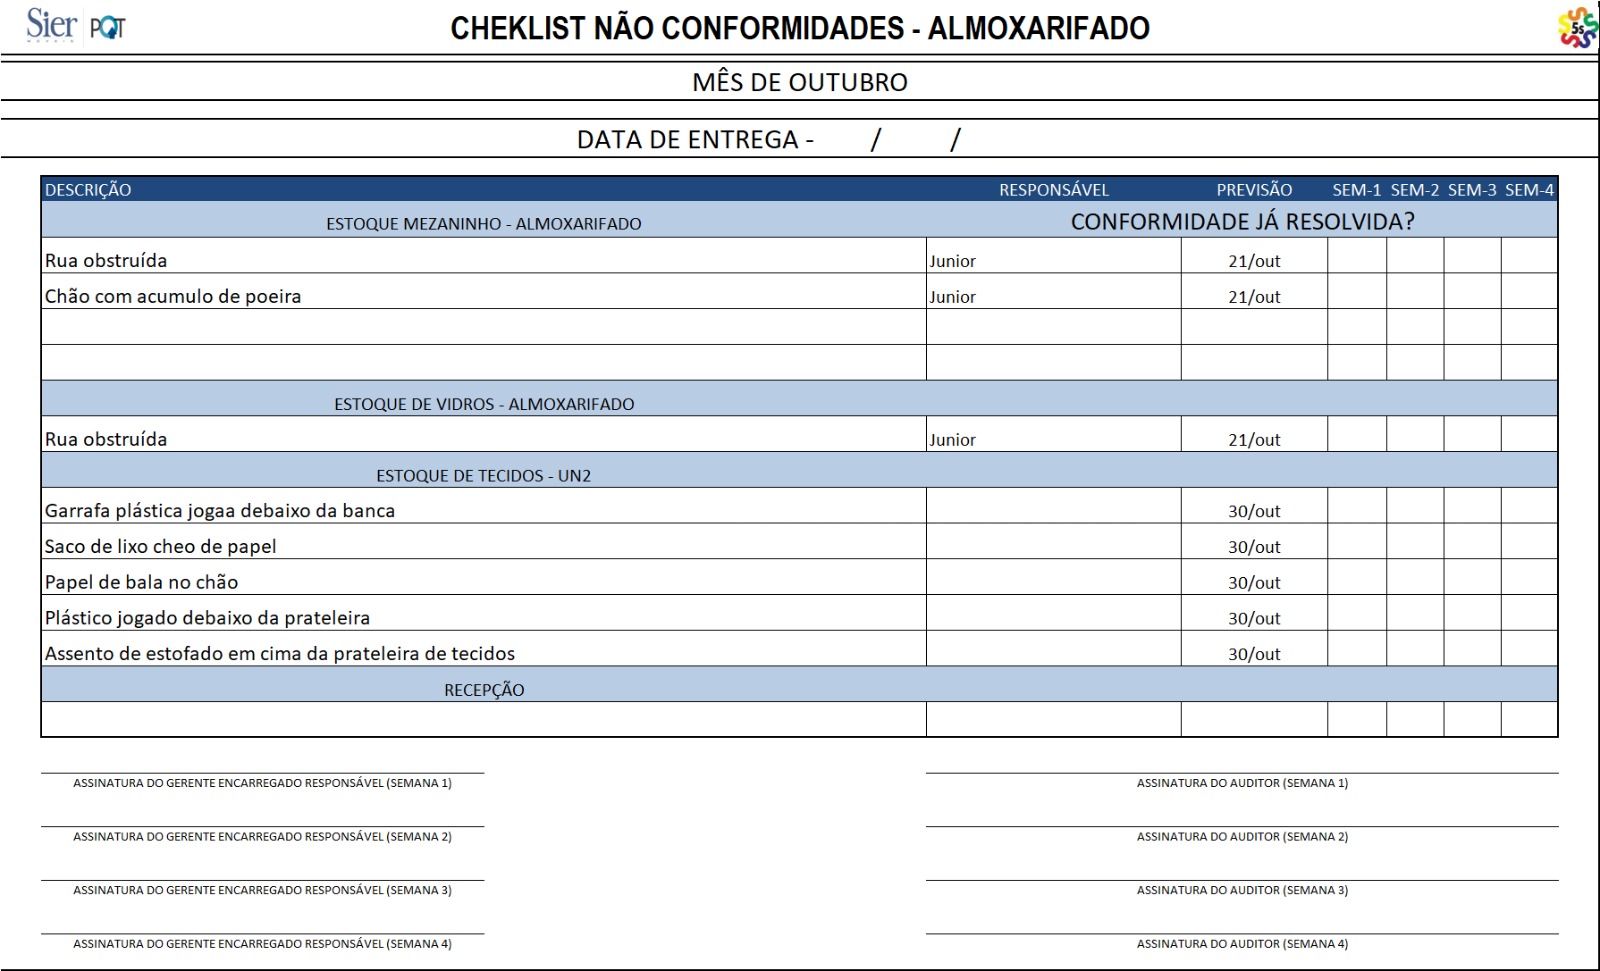 Sier PQT
MÓVEIS
CHEKLIST NÃO CONFORMIDADES - ALMOXARIFADO
5s
MÊS DE OUTUBRO
DATA DE ENTREGA - / /
DESCRIÇÃO RESPONSÁVEL PREVISÃO SEM-1 SEM-2 SEM-3 SEM-4
ESTOQUE MEZANINHO - ALMOXARIFADO CONFORMIDADE JÁ RESOLVIDA?
Rua obstruída Junior 21/out
Chão com acumulo de poeira Junior 21/out
ESTOQUE DE VIDROS - ALMOXARIFADO
Rua obstruída Junior 21/out
ESTOQUE DE TECIDOS - UN2
Garrafa plástica jogaa debaixo da banca 30/out
Saco de lixo cheo de papel 30/out
Papel de bala no chão 30/out
Plástico jogado debaixo da prateleira 30/out
Assento de estofado em cima da prateleira de tecidos 30/out
RECEPÇÃO
ASSINATURA DO GERENTE ENCARREGADO RESPONSÁVEL (SEMANA 1) ASSINATURA DO AUDITOR (SEMANA 1)
ASSINATURA DO GERENTE ENCARREGADO RESPONSÁVEL (SEMANA 2) ASSINATURA DO AUDITOR (SEMANA 2)
ASSINATURA DO GERENTE ENCARREGADO RESPONSÁVEL (SEMANA 3) ASSINATURA DO AUDITOR (SEMANA 3)
ASSINATURA DO GERENTE ENCARREGADO RESPONSÁVEL (SEMANA 4) ASSINATURA DO AUDITOR (SEMANA 4)